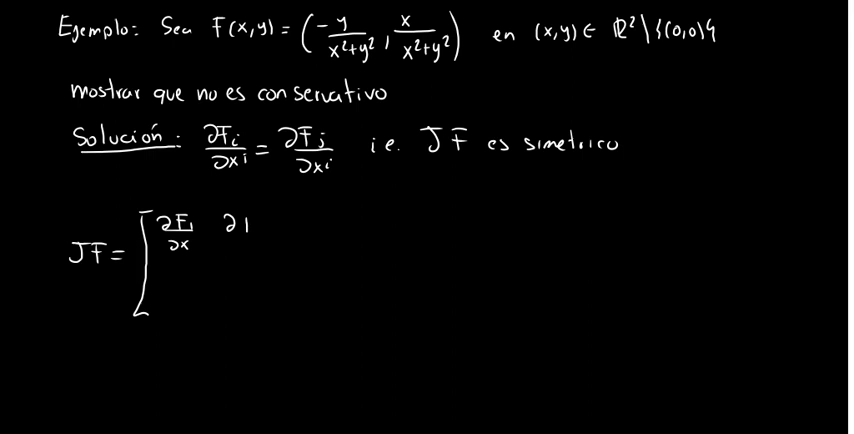 Ejemplo: Sea F(x,y) = (-y/(x²+y²), x/(x²+y²)) en (x,y) ∈ ℝ² \ {(0,0)}
mostrar que no es conservativo
Solución: ∂Fi/∂xi = ∂Fj/∂xi i.e. JF es simetrico
JF = [ ∂F1/∂x ∂